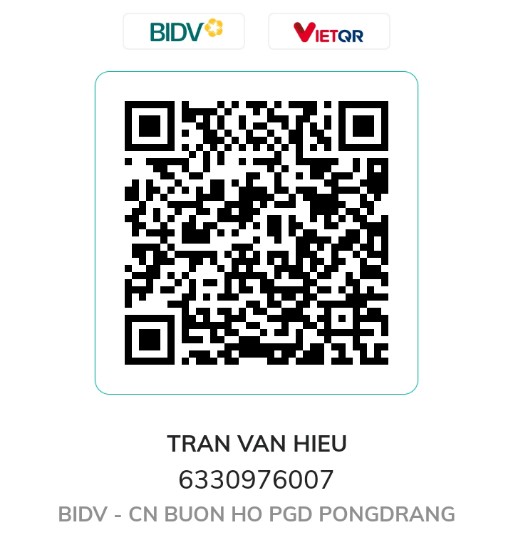 BIDV VIETQR
TRAN VAN HIEU
6330976007
BIDV - CN BUON HO PGD PONGDRANG